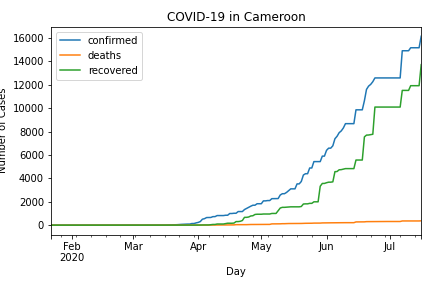 COVID-19 in Cameroon
confirmed
deaths
recovered
16000
14000
12000
10000
8000
6000
4000
2000
0
Number of Cases
Feb
2020
Mar
Apr
May
Jun
Jul
Day